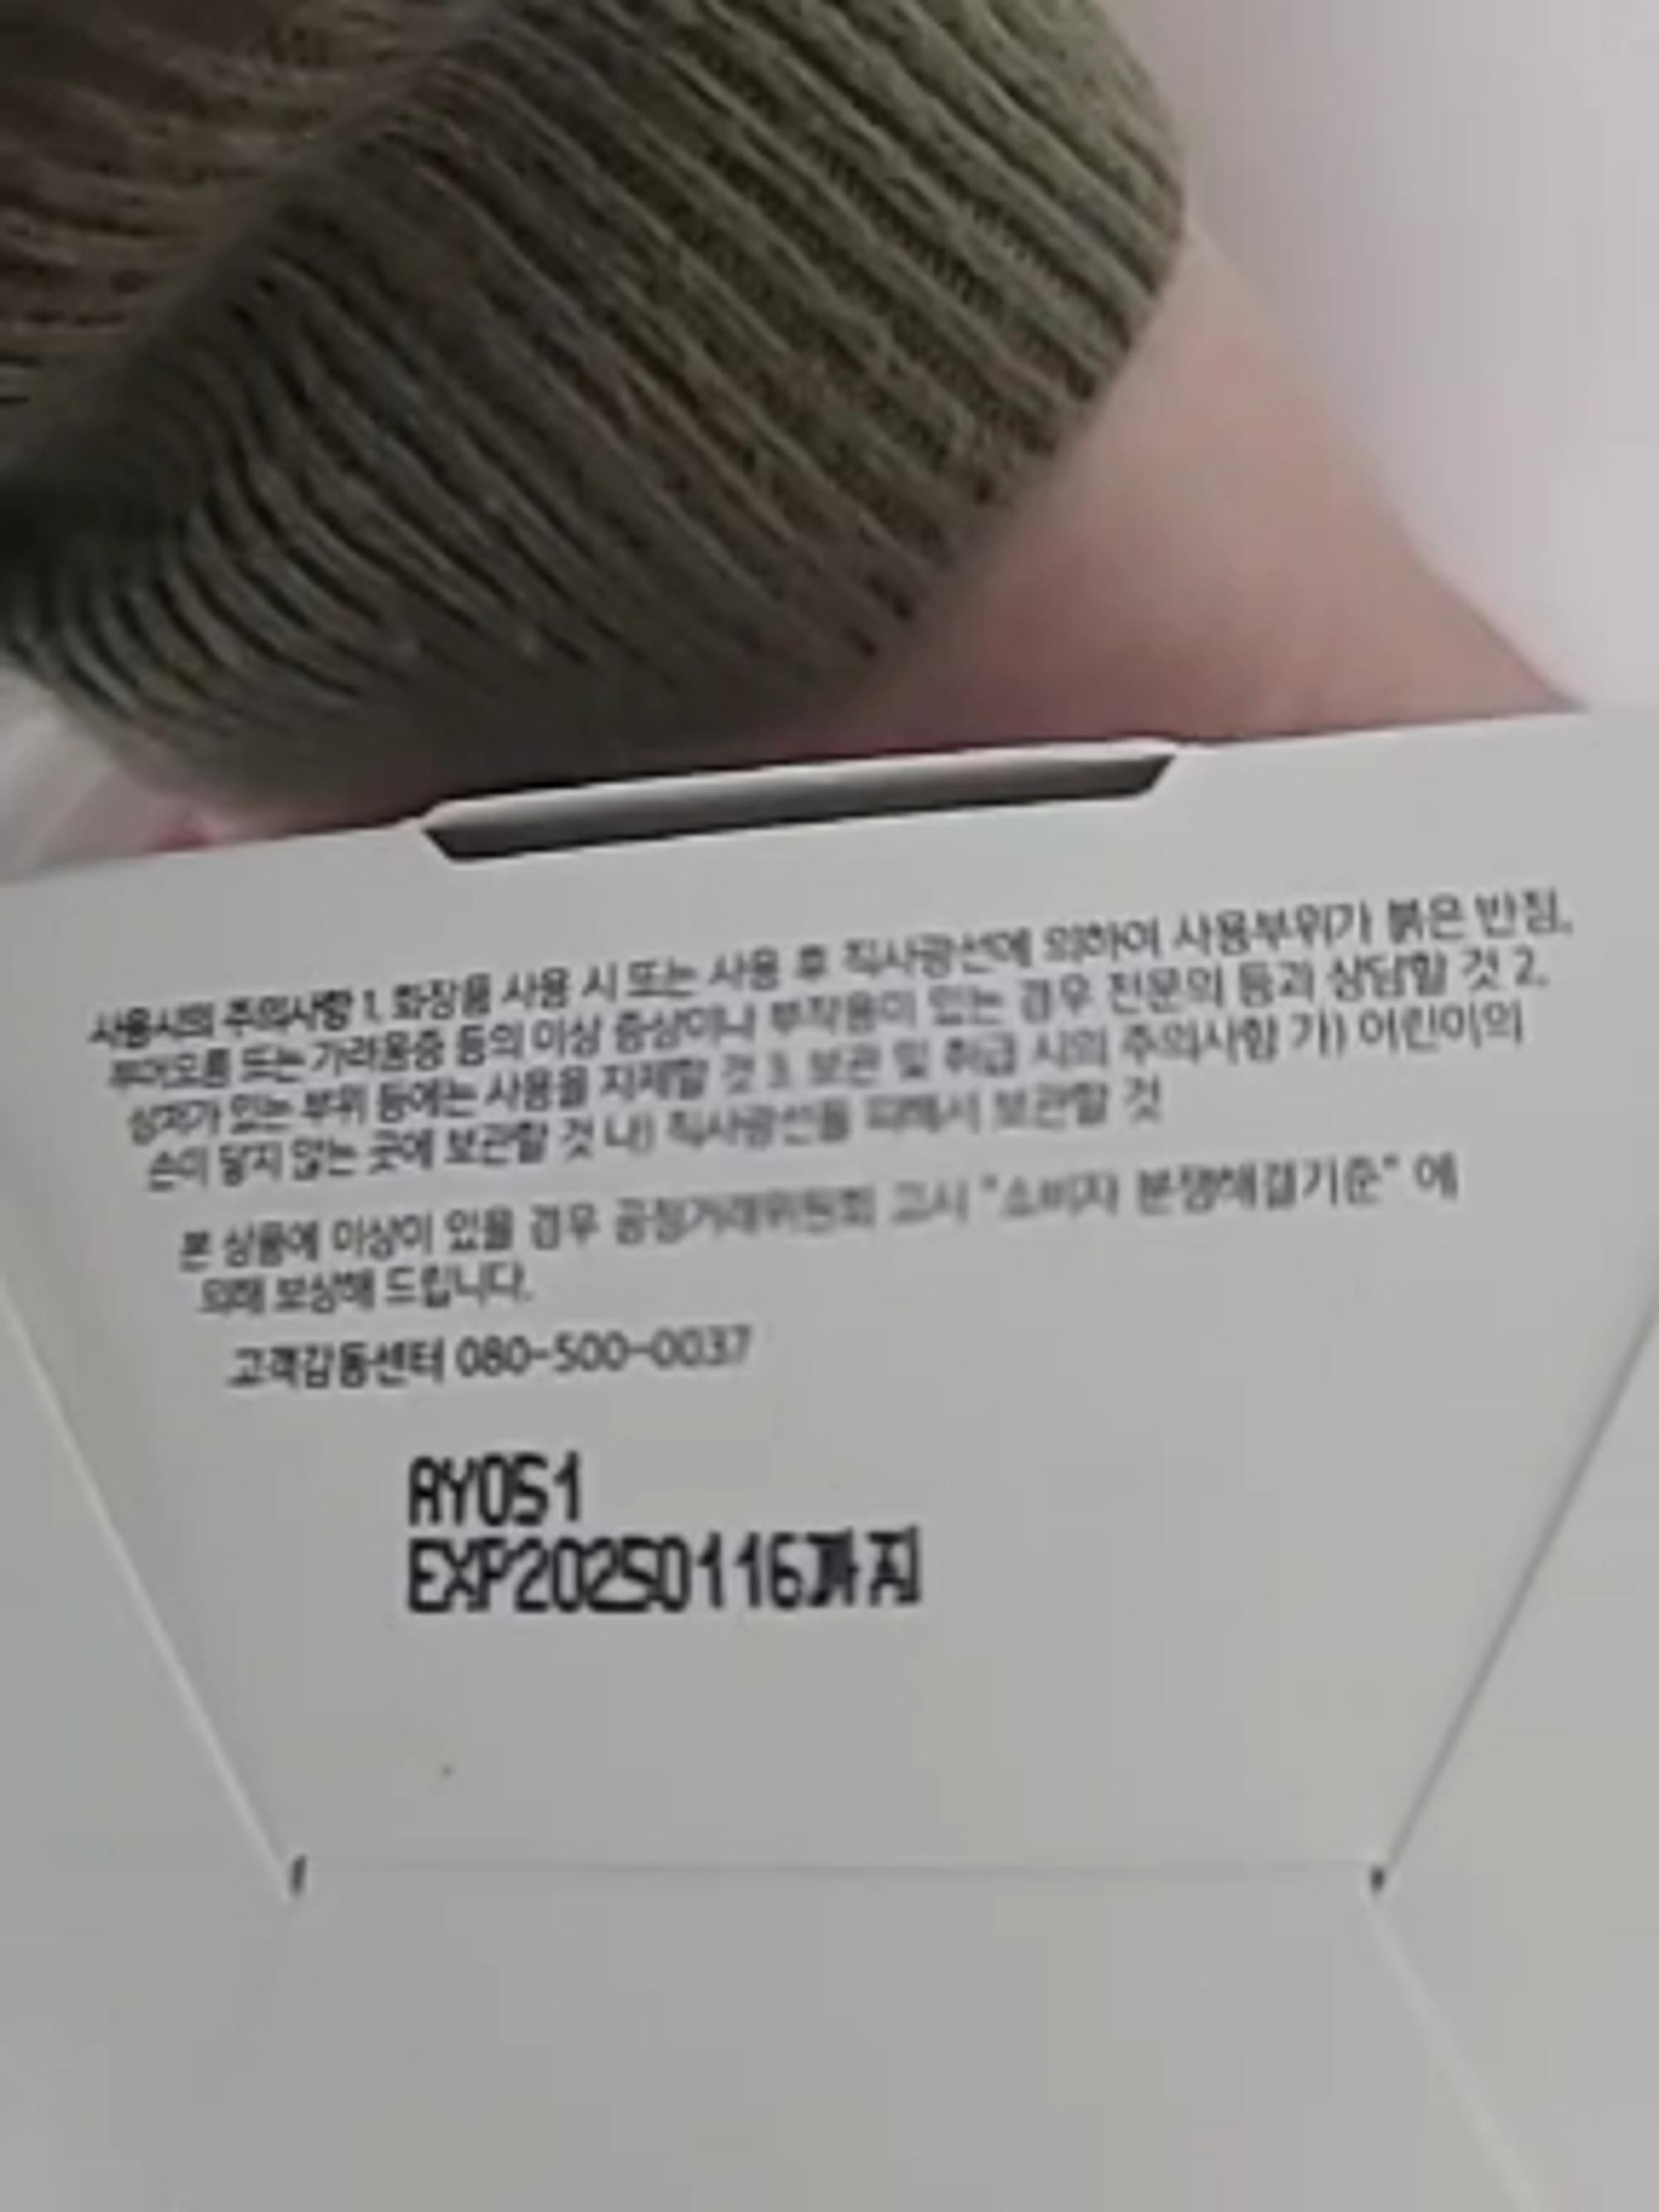 사용시의 주의사항 1. 화장품 사용 시 또는 사용 후 직사광선에 의하여 사용부위가 붉은 반점,
부어오름 또는 가려움증 등의 이상 증상이나 부작용이 있는 경우 전문의 등과 상담할 것 2.
상처가 있는 부위 등에는 사용을 자제할 것 3. 보관 및 취급 시의 주의사항 가) 어린이의
손이 닿지 않는 곳에 보관할 것 나) 직사광선을 피해서 보관할 것
본 상품에 이상이 있을 경우 공정거래위원회 고시 "소비자 분쟁해결기준" 에
의해 보상해 드립니다.
고객감동센터 080-500-0037
AY051
EXP20250116까지